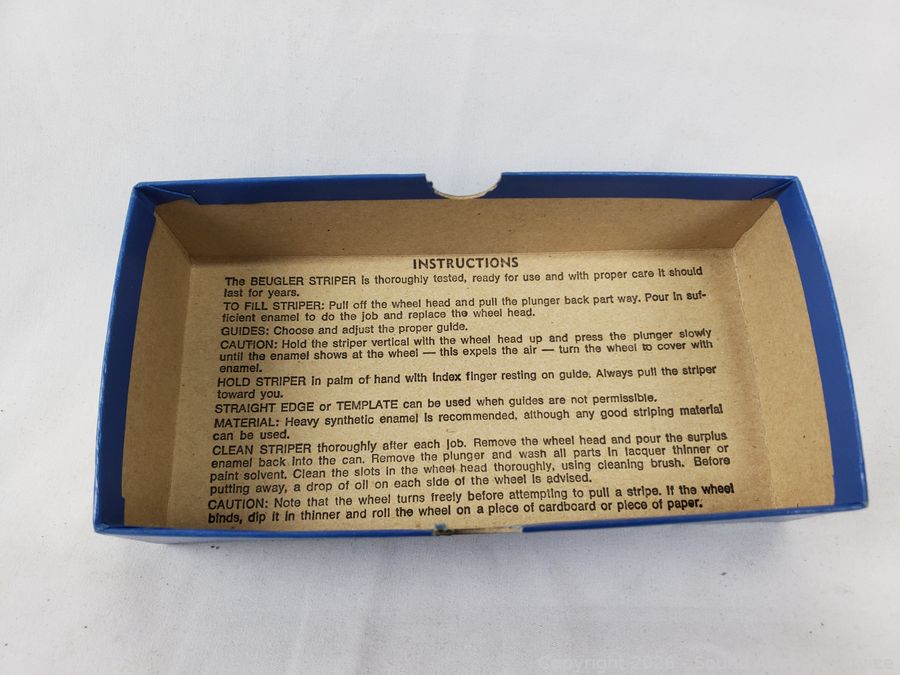 INSTRUCTIONS
The BEUGLER STRIPER is thoroughly tested, ready for use and with proper care it should
last for years.
TO FILL STRIPER: Pull off the wheel head and pull the plunger back part way. Pour in suf-
ficient enamel to do the job and replace the wheel head.
GUIDES: Choose and adjust the proper guide.
CAUTION: Hold the striper vertical with the wheel head up and press the plunger slowly
until the enamel shows at the wheel — this expels the air — turn the wheel to cover with
enamel.
HOLD STRIPER in palm of hand with index finger resting on guide. Always pull the striper
toward you.
STRAIGHT EDGE or TEMPLATE can be used when guides are not permissible.
MATERIAL: Heavy synthetic enamel is recommended, although any good striping material
can be used.
CLEAN STRIPER thoroughly after each job. Remove the wheel head and pour the surplus
enamel back into the can. Remove the plunger and wash all parts in lacquer thinner or
paint solvent. Clean the slots in the wheel head thoroughly, using cleaning brush. Before
putting away, a drop of oil on each side of the wheel is advised.
CAUTION: Note that the wheel turns freely before attempting to pull a stripe. If the wheel
binds, dip it in thinner and roll the wheel on a piece of cardboard or piece of paper.
Copyright 2026 - Sound